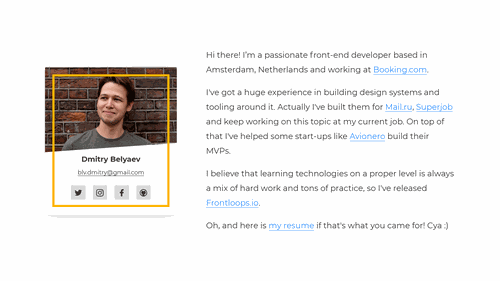 Hi there! I'm a passionate front-end developer based in
Amsterdam, Netherlands and working at Booking.com.
I've got a huge experience in building design systems and
tooling around it. Actually I've built them for Mail.ru, Superjob
and keep working on this topic at my current job. On top of
that I've helped some start-ups like Avionero build their
MVPs.
I believe that learning technologies on a proper level is always
a mix of hard work and tons of practice, so I've released
Frontloops.io.
Oh, and here is my resume if that's what you came for! Cya :)
Dmitry Belyaev
blv.dmitry@gmail.com